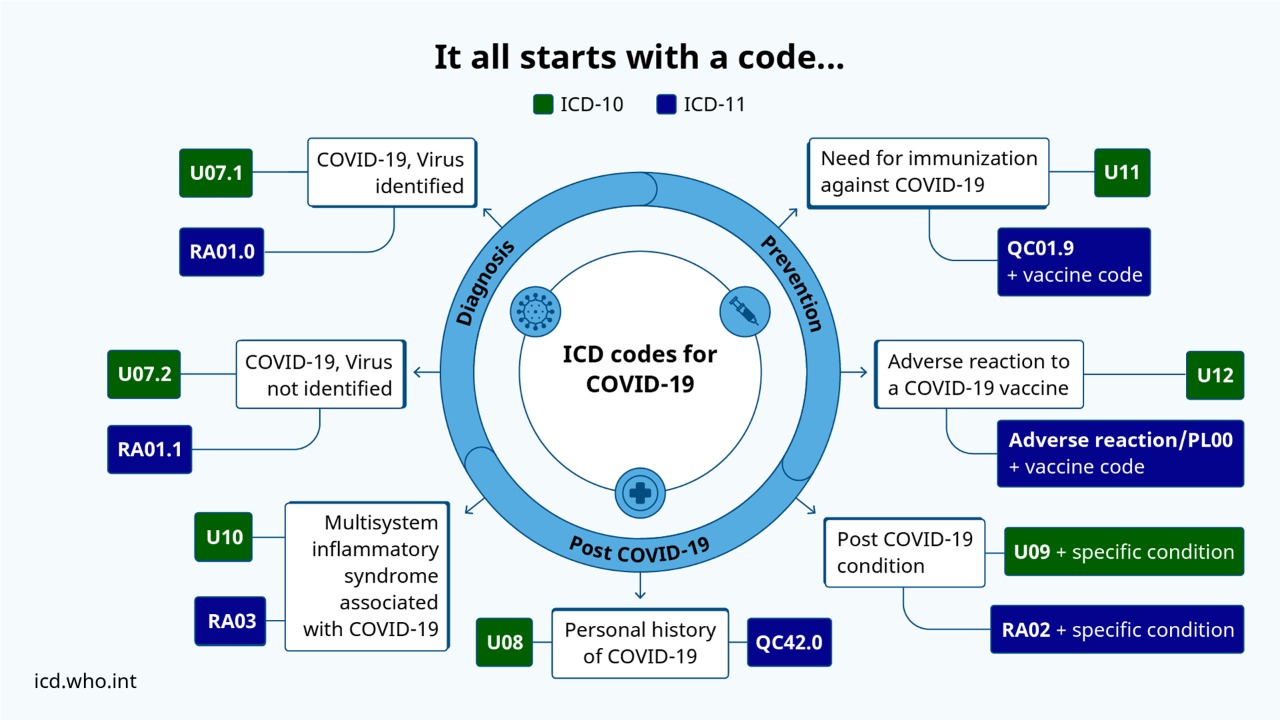 It all starts with a code...
ICD-10
ICD-11
U07.1
COVID-19, Virus
identified
RA01.0
Need for immunization
against COVID-19
U11
QC01.9
+ vaccine code
Diagnosis
Prevention
ICD codes for
COVID-19
U07.2
COVID-19, Virus
not identified
RA01.1
Adverse reaction to
a COVID-19 vaccine
U12
Adverse reaction/PL00
+ vaccine code
U10
Multisystem
inflammatory
syndrome
associated
with COVID-19
RA03
Post COVID-19
Post COVID-19
condition
U09 + specific condition
RA02 + specific condition
U08
Personal history
of COVID-19
QC42.0
icd.who.int